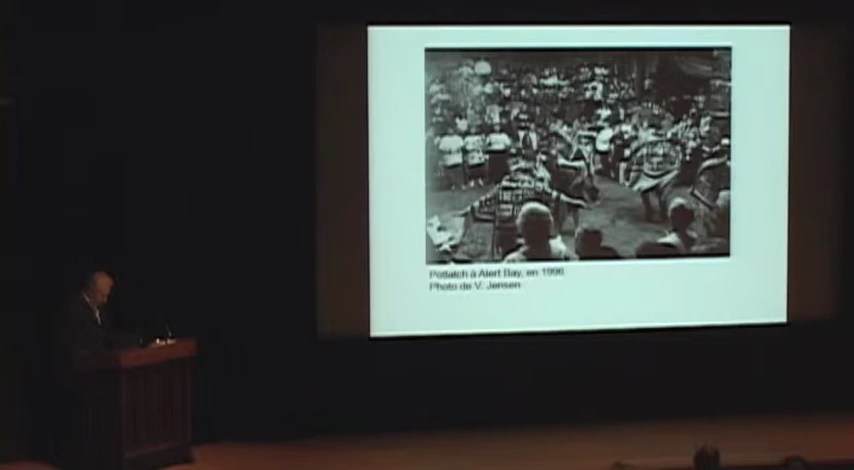 Potlatch à Alert Bay, en 1996
Photo de V. Jensen